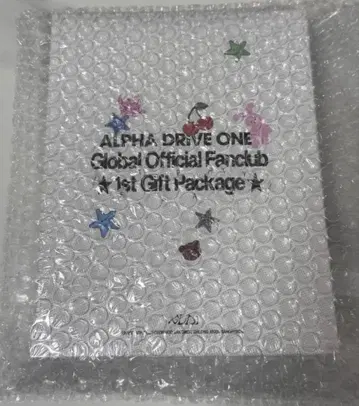 ALPHA DRIVE ONE
Global Official Fanclub
★ 1st Gift Package ★